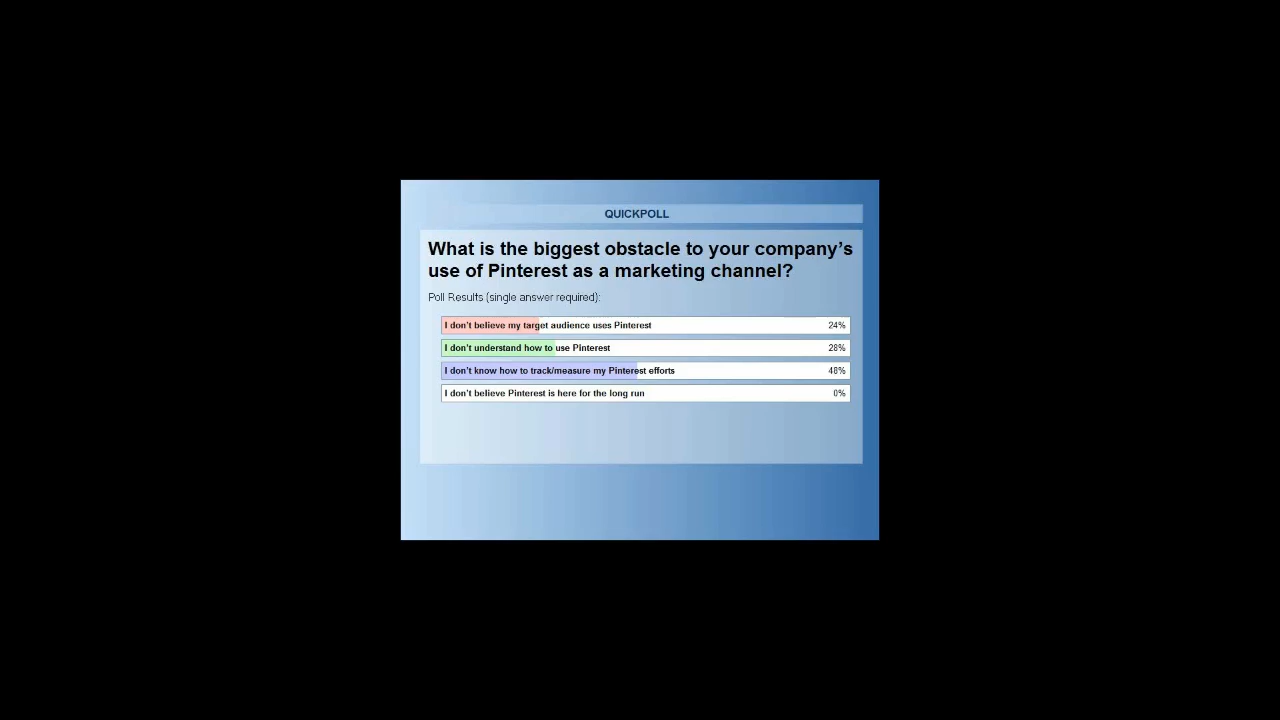 QUICKPOLL
What is the biggest obstacle to your company's
use of Pinterest as a marketing channel?
Poll Results (single answer required):
I don't believe my target audience uses Pinterest 24%
I don't understand how to use Pinterest 28%
I don't know how to track/measure my Pinterest efforts 48%
I don't believe Pinterest is here for the long run 0%